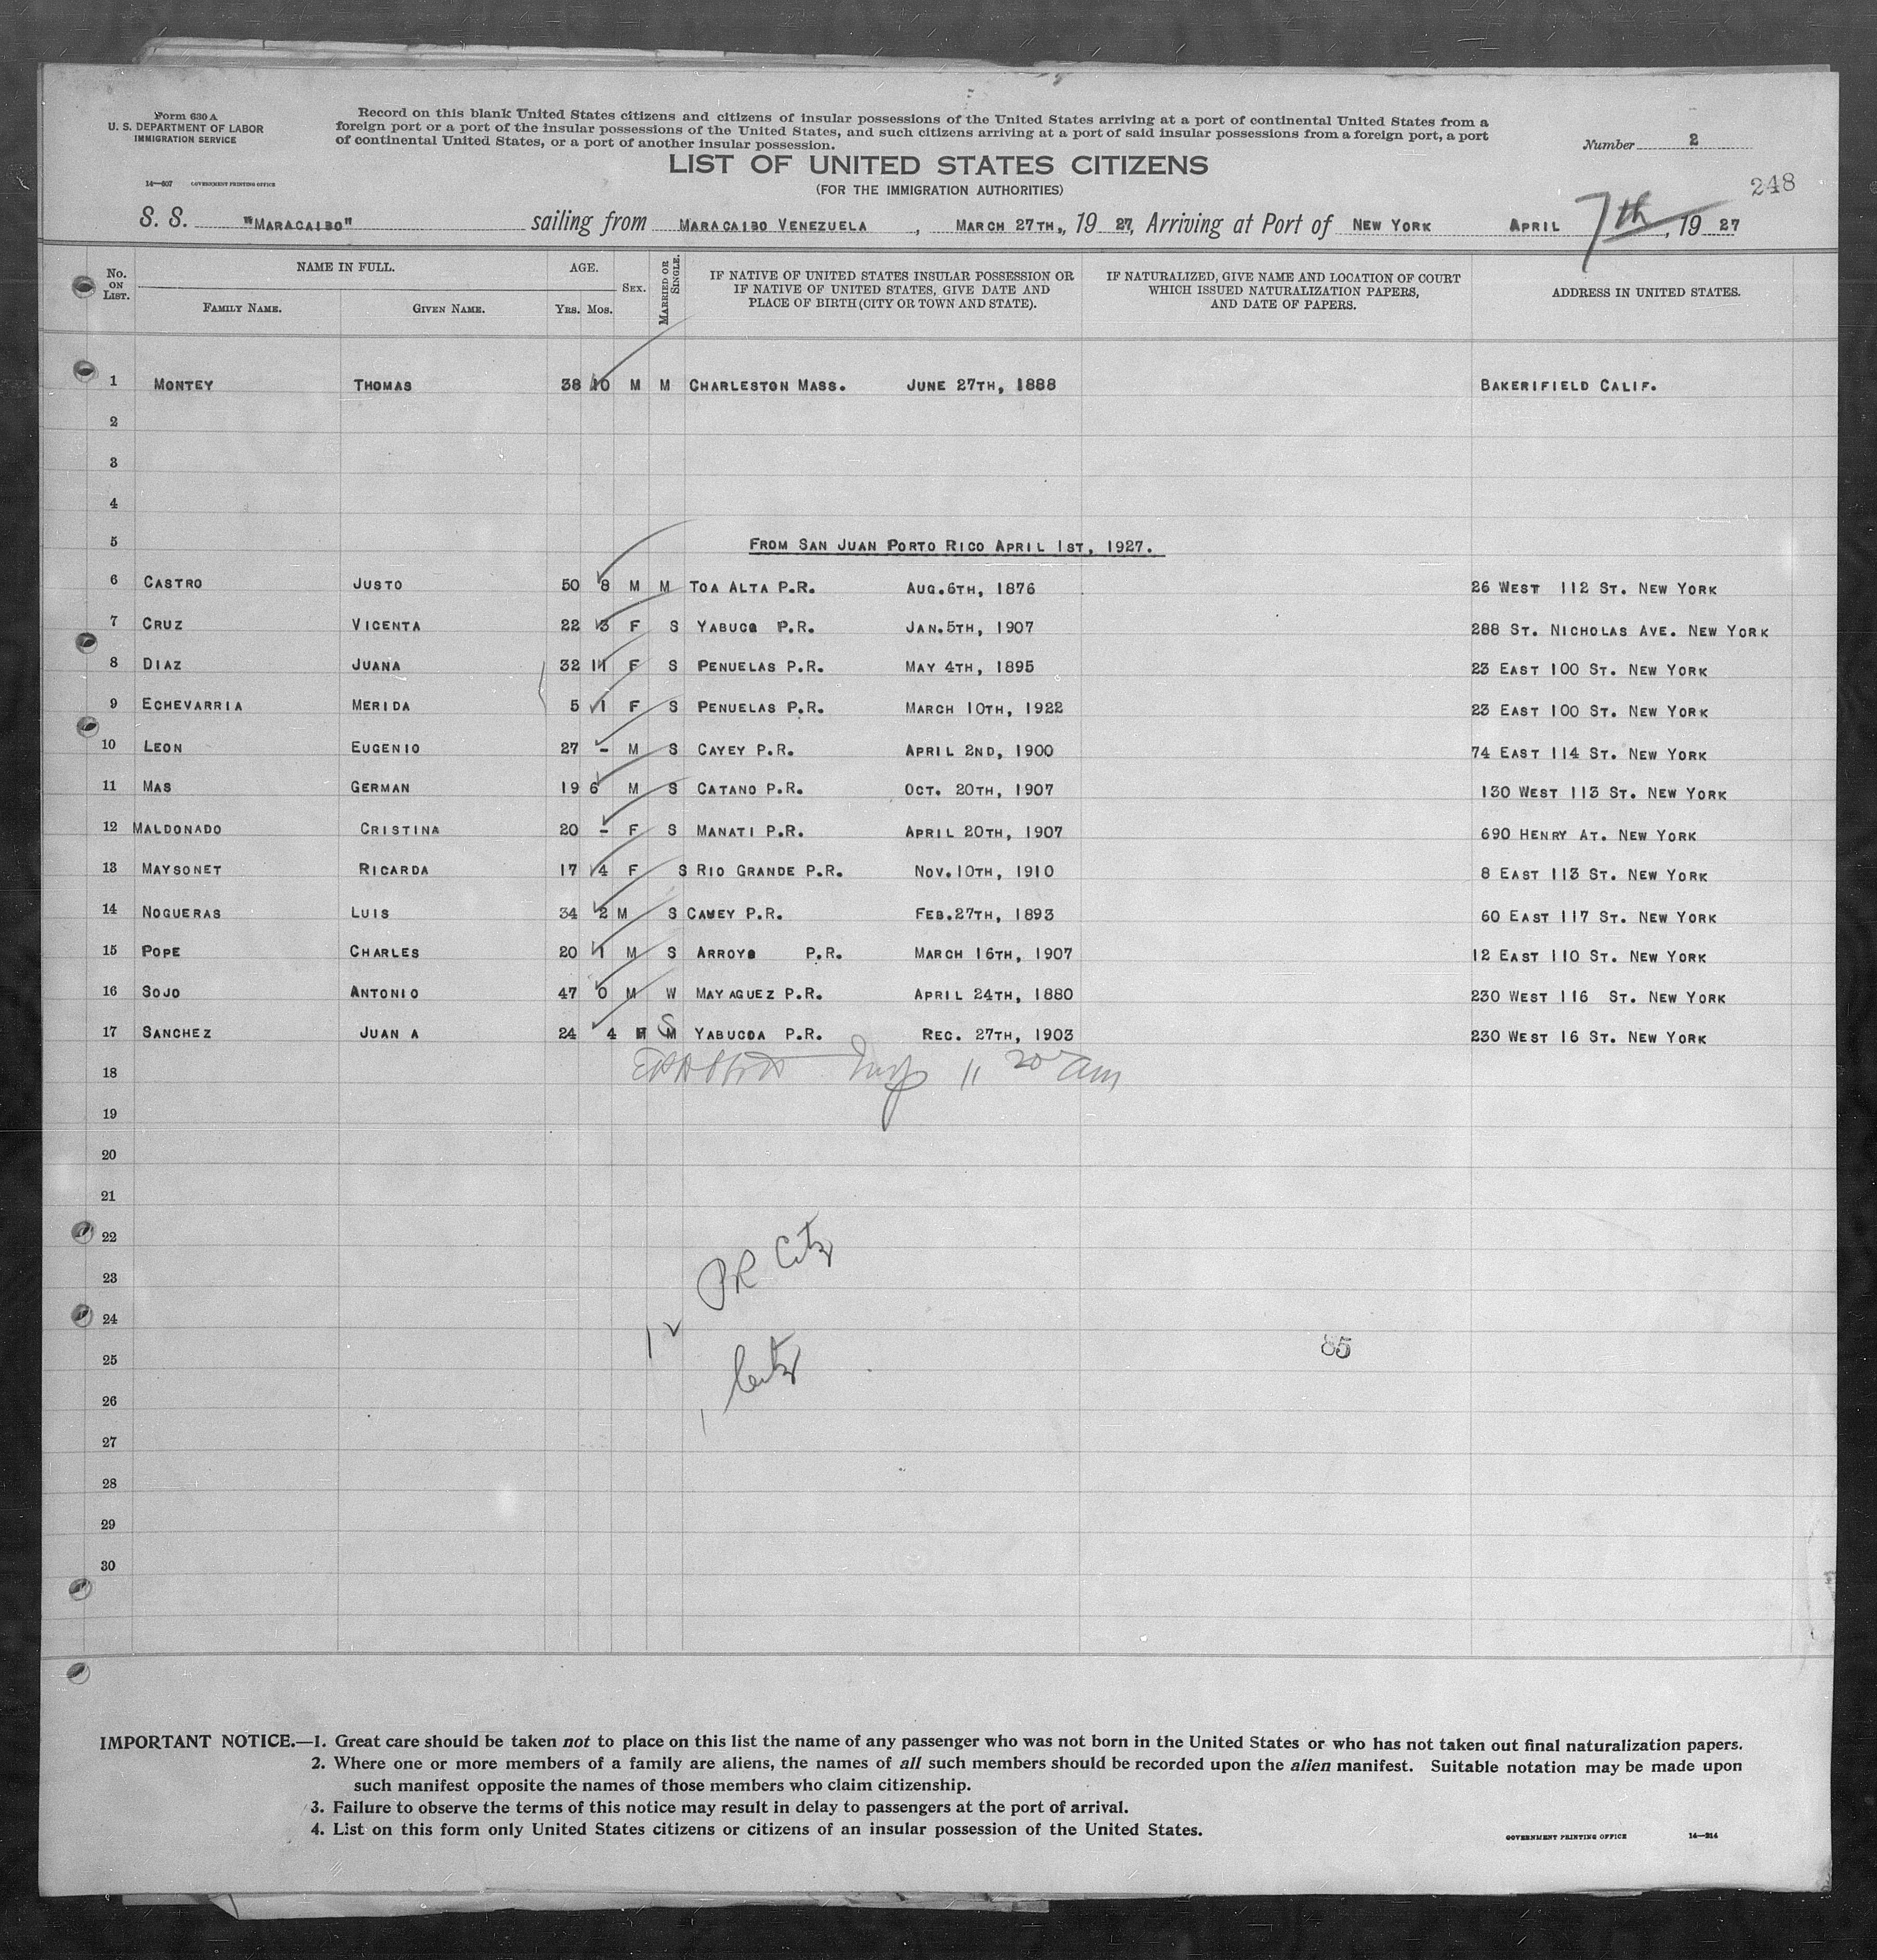 Form 630 A
U. S. DEPARTMENT OF LABOR
IMMIGRATION SERVICE
14—607 GOVERNMENT PRINTING OFFICE
Record on this blank United States citizens and citizens of insular possessions of the United States arriving at a port of continental United States from a
foreign port or a port of the insular possessions of the United States, and such citizens arriving at a port of said insular possessions from a foreign port, a port
of continental United States, or a port of another insular possession.
Number 2
LIST OF UNITED STATES CITIZENS
(FOR THE IMMIGRATION AUTHORITIES)
248
S. S. "MARACAIBO" sailing from MARACAIBO VENEZUELA, MARCH 27TH,, 19 27, Arriving at Port of NEW YORK APRIL 7th, 19 27
No. ON LIST. NAME IN FULL. AGE. SEX. MARRIED OR SINGLE. IF NATIVE OF UNITED STATES INSULAR POSSESSION OR IF NATIVE OF UNITED STATES, GIVE DATE AND PLACE OF BIRTH (CITY OR TOWN AND STATE). IF NATURALIZED, GIVE NAME AND LOCATION OF COURT WHICH ISSUED NATURALIZATION PAPERS, AND DATE OF PAPERS. ADDRESS IN UNITED STATES.
FAMILY NAME. GIVEN NAME. YRS. MOS.
1 MONTEY THOMAS 38 10 M M CHARLESTON MASS. JUNE 27TH, 1888 BAKERIFIELD CALIF.
2
3
4
5 FROM SAN JUAN PORTO RICO APRIL 1ST, 1927.
6 CASTRO JUSTO 50 8 M M TOA ALTA P.R. AUG.6TH, 1876 26 WEST 112 ST. NEW YORK
7 CRUZ VICENTA 22 3 F S YABUCO P.R. JAN.5TH, 1907 288 ST. NICHOLAS AVE. NEW YORK
8 DIAZ JUANA 32 11 F S PENUELAS P.R. MAY 4TH, 1895 23 EAST 100 ST. NEW YORK
9 ECHEVARRIA MERIDA 5 1 F S PENUELAS P.R. MARCH 10TH, 1922 23 EAST 100 ST. NEW YORK
10 LEON EUGENIO 27 - M S CAYEY P.R. APRIL 2ND, 1900 74 EAST 114 ST. NEW YORK
11 MAS GERMAN 19 6 M S CATANO P.R. OCT. 20TH, 1907 130 WEST 113 ST. NEW YORK
12 MALDONADO CRISTINA 20 - F S MANATI P.R. APRIL 20TH, 1907 690 HENRY AT. NEW YORK
13 MAYSONET RICARDA 17 4 F S RIO GRANDE P.R. NOV.10TH, 1910 8 EAST 113 ST. NEW YORK
14 NOGUERAS LUIS 34 2 M S CAUEY P.R. FEB.27TH, 1893 60 EAST 117 ST. NEW YORK
15 POPE CHARLES 20 1 M S ARROYO P.R. MARCH 16TH, 1907 12 EAST 110 ST. NEW YORK
16 SOJO ANTONIO 47 0 M W MAYAGUEZ P.R. APRIL 24TH, 1880 230 WEST 116 ST. NEW YORK
17 SANCHEZ JUAN A 24 4 M S YABUCOA P.R. REC. 27TH, 1903 230 WEST 16 ST. NEW YORK
18 Insp 11 20 am
19
20
21
22
23 PR Citz
24 12
25 Citz 85
26 1
27
28
29
30
IMPORTANT NOTICE.—1. Great care should be taken not to place on this list the name of any passenger who was not born in the United States or who has not taken out final naturalization papers.
2. Where one or more members of a family are aliens, the names of all such members should be recorded upon the alien manifest. Suitable notation may be made upon
such manifest opposite the names of those members who claim citizenship.
3. Failure to observe the terms of this notice may result in delay to passengers at the port of arrival.
4. List on this form only United States citizens or citizens of an insular possession of the United States.
GOVERNMENT PRINTING OFFICE 14—214